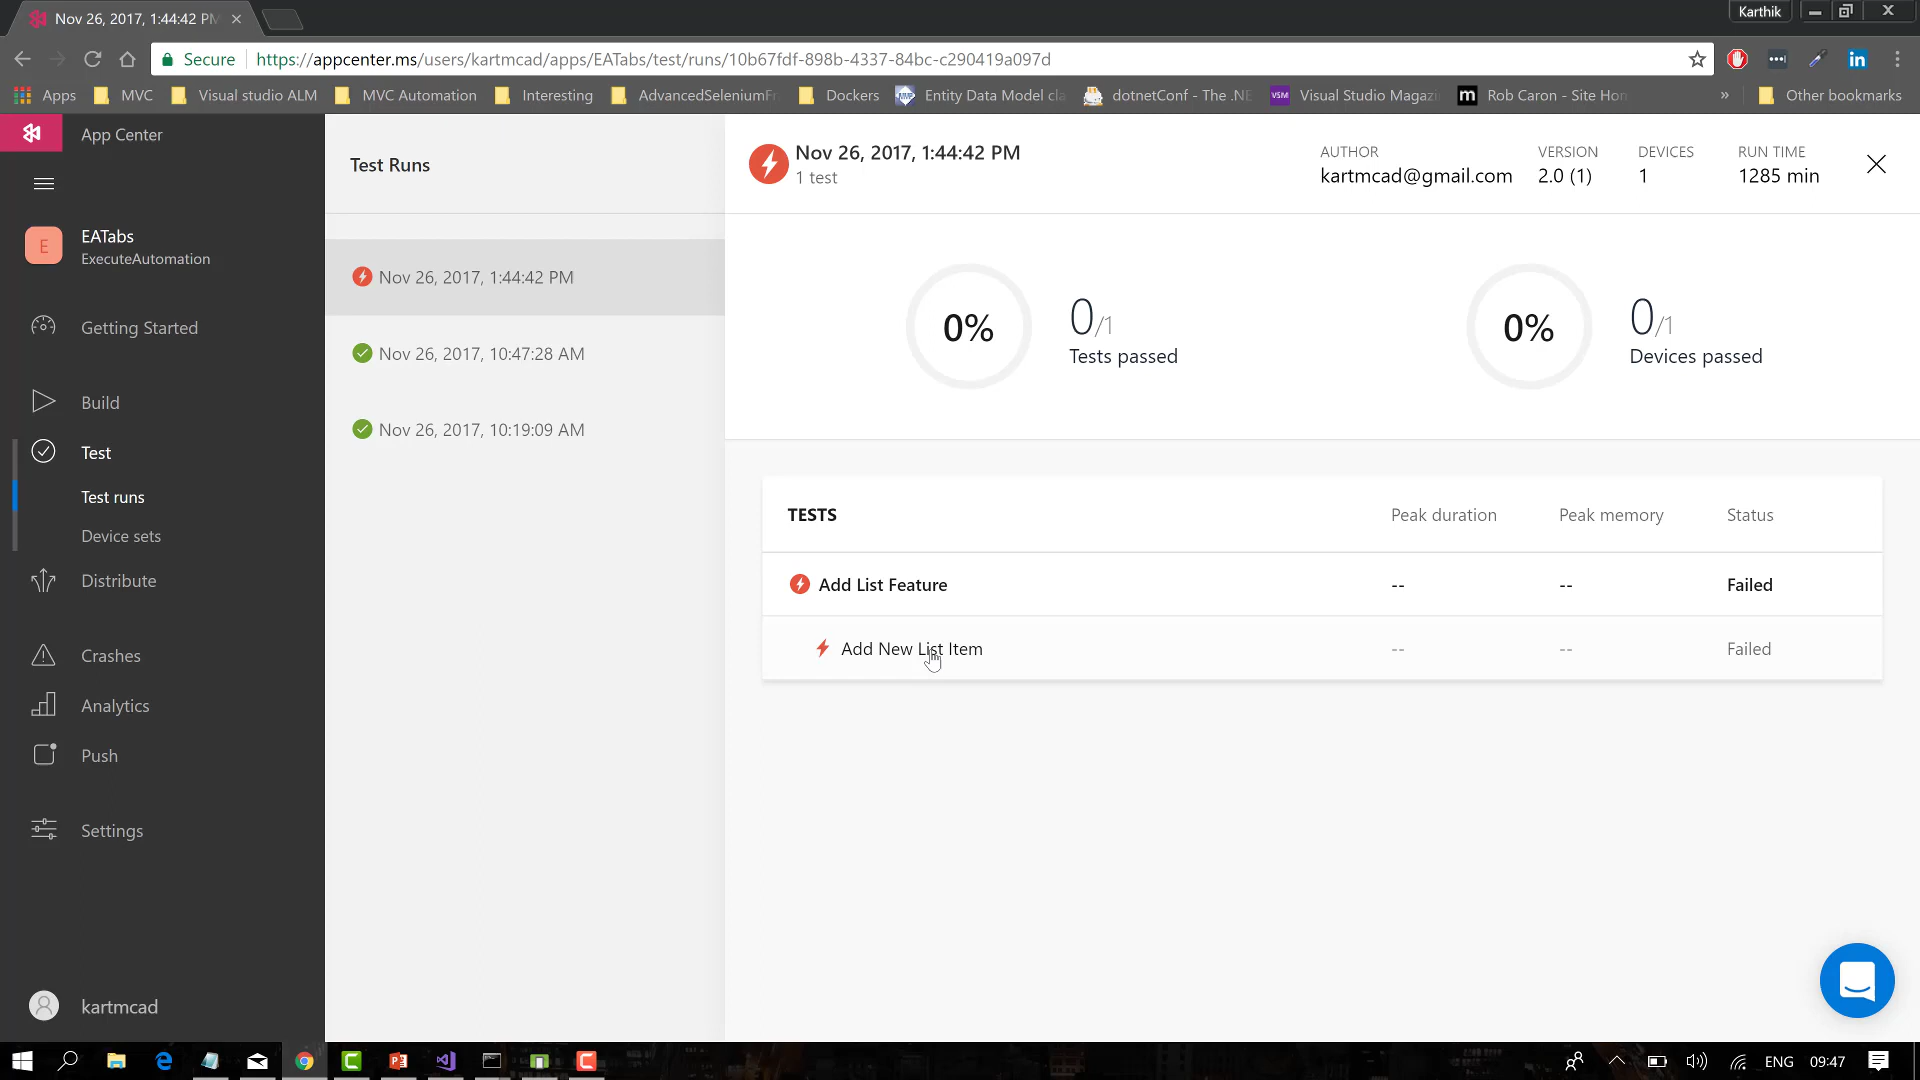 Nov 26, 2017, 1:44:42 PM
Karthik
Secure
https://appcenter.ms/users/kartmcad/apps/EATabs/test/runs/10b67fdf-898b-4337-84bc-c290419a097d
Apps MVC Visual studio ALM MVC Automation Interesting AdvancedSeleniumFr Dockers Entity Data Model cla dotnetConf - The .NE Visual Studio Magazi Rob Caron - Site Hom » Other bookmarks
App Center
EATabs
ExecuteAutomation
Getting Started
Build
Test
Test runs
Device sets
Distribute
Crashes
Analytics
Push
Settings
kartmcad
Test Runs
Nov 26, 2017, 1:44:42 PM
Nov 26, 2017, 10:47:28 AM
Nov 26, 2017, 10:19:09 AM
Nov 26, 2017, 1:44:42 PM
1 test
AUTHOR VERSION DEVICES RUN TIME
kartmcad@gmail.com 2.0 (1) 1 1285 min
0% 0/1 Tests passed
0% 0/1 Devices passed
TESTS Peak duration Peak memory Status
Add List Feature -- -- Failed
Add New List Item -- -- Failed
ENG 09:47